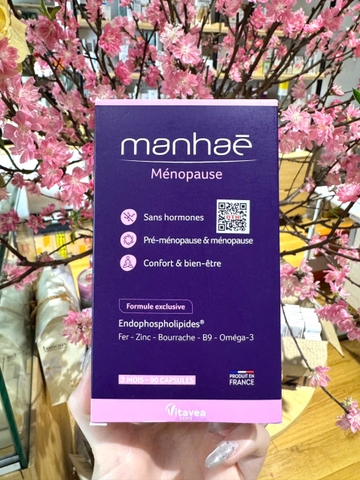 manhaē
Ménopause
Sans hormones
Pré-ménopause & ménopause
Confort & bien-être
Formule exclusive
Endophospholipides®
Fer - Zinc - Bourrache - B9 - Oméga-3
3 MOIS - 90 CAPSULES
PRODUIT EN
FRANCE
Vitavea